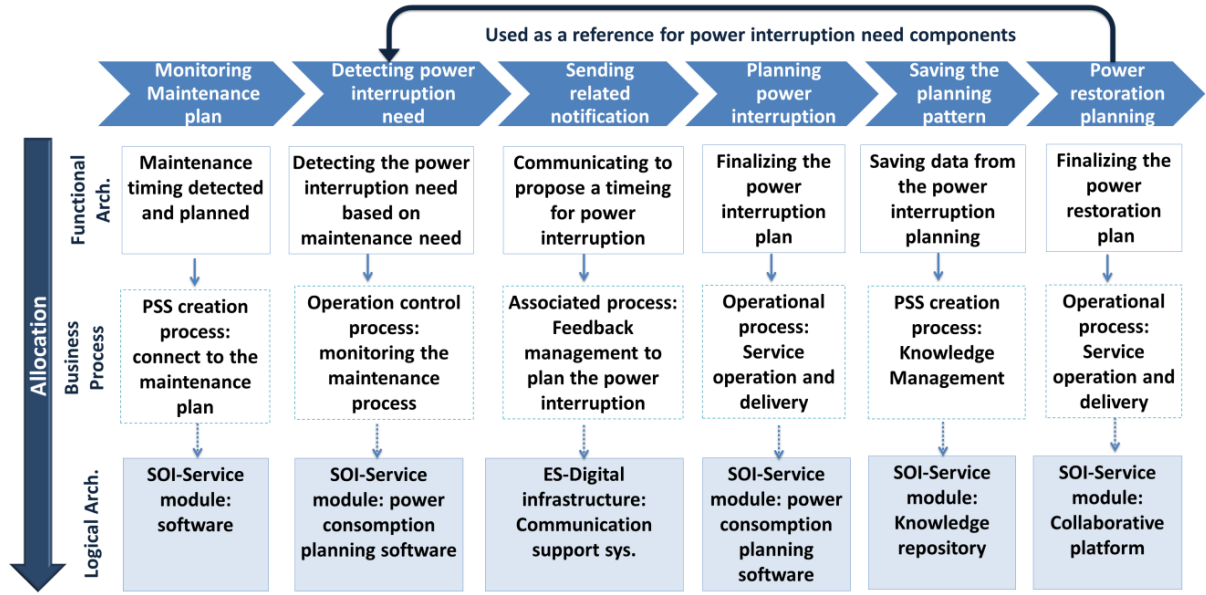 Used as a reference for power interruption need components
Monitoring
Maintenance
plan
Detecting power
interruption
need
Sending
related
notification
Planning
power
interruption
Saving the
planning
pattern
Power
restoration
planning
Allocation
Functional
Arch.
Maintenance
timing detected
and planned
Detecting the power
interruption need
based on
maintenance need
Communicating to
propose a timeing
for power
interruption
Finalizing the
power
interruption
plan
Saving data from
the power
interruption
planning
Finalizing the
power
restoration
plan
Business
Process
PSS creation
process:
connect to the
maintenance
plan
Operation control
process:
monitoring the
maintenance
process
Associated process:
Feedback
management to
plan the power
interruption
Operational
process:
Service
operation and
delivery
PSS creation
process:
Knowledge
Management
Operational
process:
Service
operation and
delivery
Logical Arch.
SOI-Service
module:
software
SOI-Service
module: power
consomption
planning software
ES-Digital
infrastructure:
Communication
support sys.
SOI-Service
module: power
consomption
planning
software
SOI-Service
module:
Knowledge
repository
SOI-Service
module:
Collaborative
platform